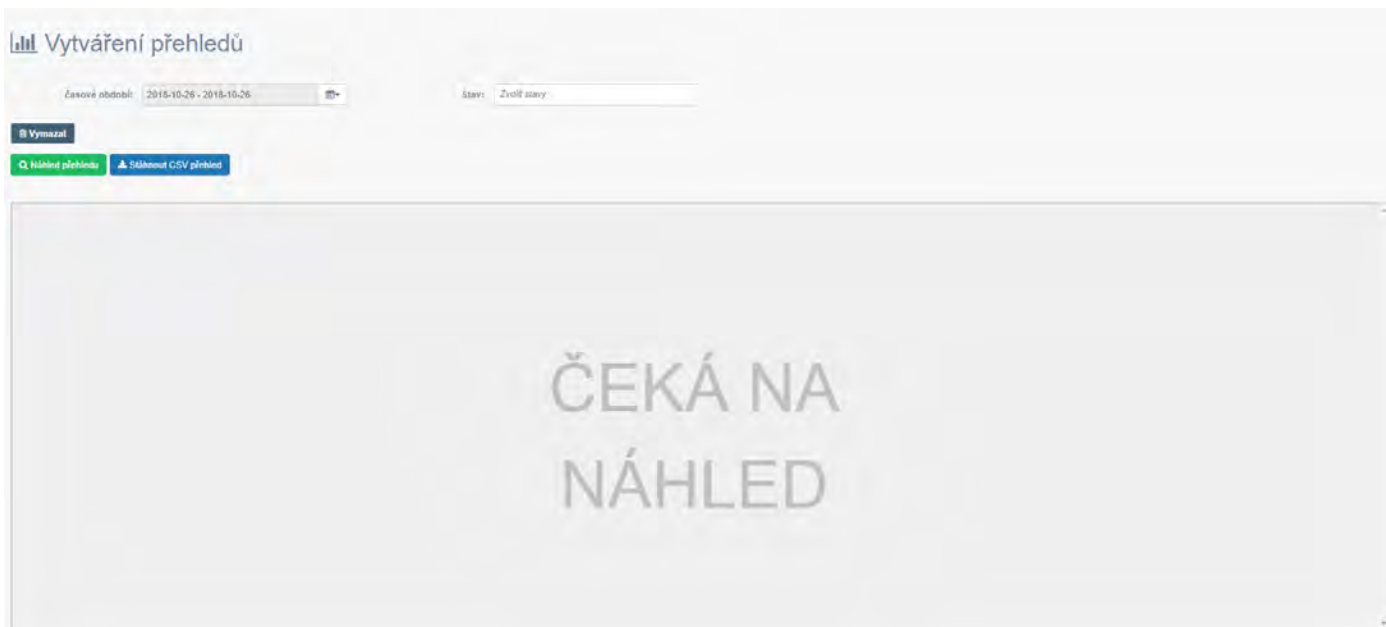 Vytváření přehledů
časové období: 2018-10-26 - 2018-10-26 Stav: Zvolit stavy
Vymazat
Náhled přehledu Stáhnout CSV přehled
ČEKÁ NA
NÁHLED